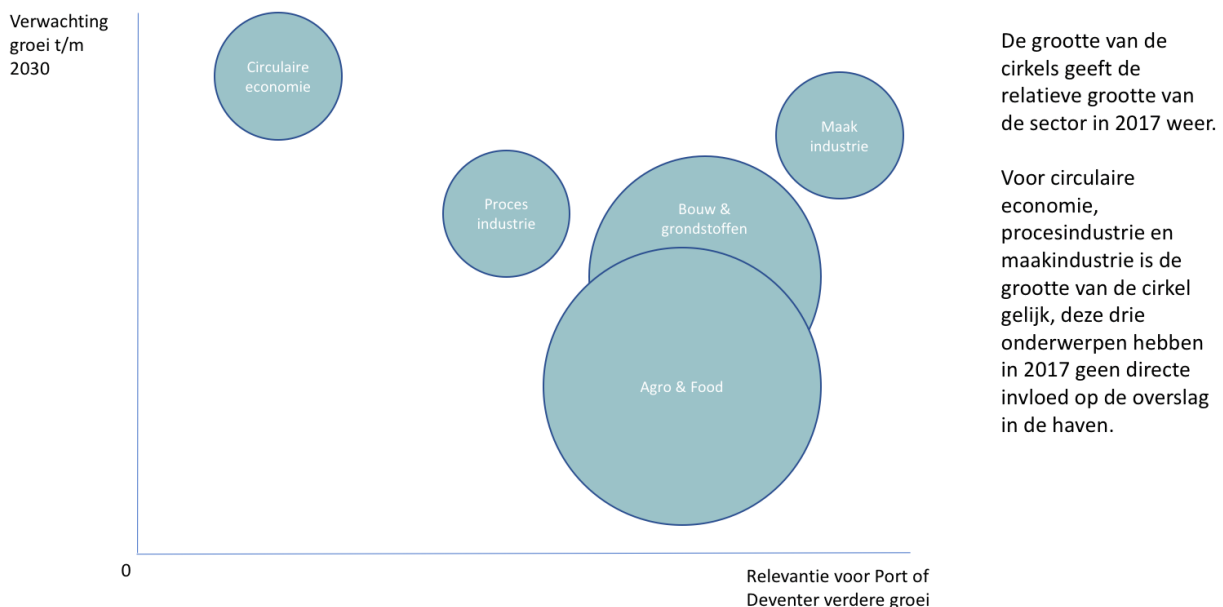 Verwachting
groei t/m
2030
Circulaire
economie
Maak
industrie
Proces
industrie
Bouw &
grondstoffen
Agro & Food
0
Relevantie voor Port of
Deventer verdere groei
De grootte van de
cirkels geeft de
relatieve grootte van
de sector in 2017 weer.
Voor circulaire
economie,
procesindustrie en
maakindustrie is de
grootte van de cirkel
gelijk, deze drie
onderwerpen hebben
in 2017 geen directe
invloed op de overslag
in de haven.